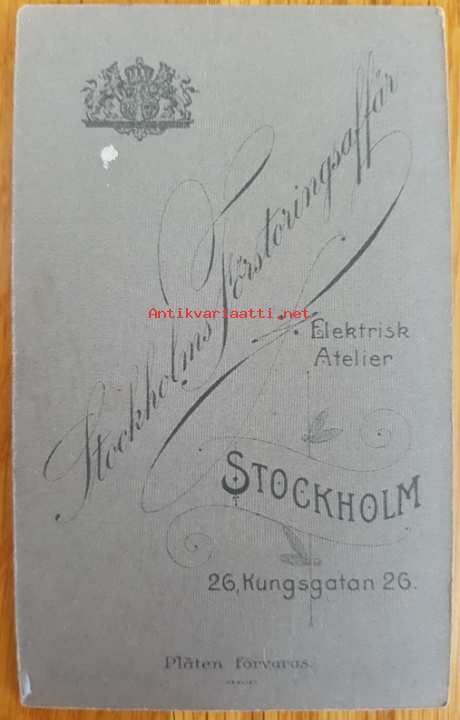 Stockholms Förstoringsaffär
Antikvariaatti.net
Elektrisk
Atelier
STOCKHOLM
26, Kungsgatan 26.
Plåten förvaras.